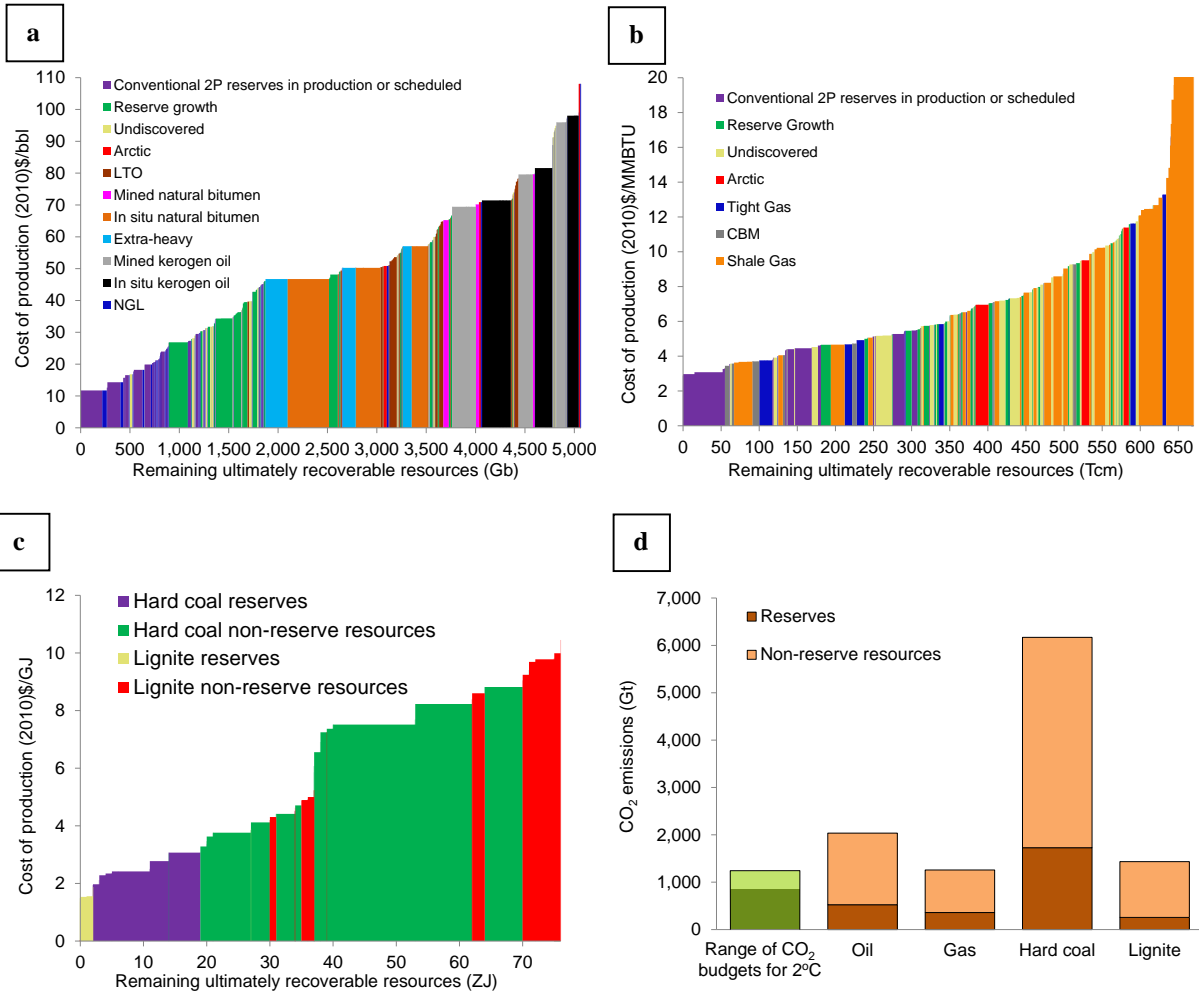 a
110
100
90
80
70
60
50
40
30
20
10
0
Cost of production (2010)$/bbl
Conventional 2P reserves in production or scheduled
Reserve growth
Undiscovered
Arctic
LTO
Mined natural bitumen
In situ natural bitumen
Extra-heavy
Mined kerogen oil
In situ kerogen oil
NGL
0 500 1,000 1,500 2,000 2,500 3,000 3,500 4,000 4,500 5,000
Remaining ultimately recoverable resources (Gb)
b
20
18
16
14
12
10
8
6
4
2
0
Cost of production (2010)$/MMBTU
Conventional 2P reserves in production or scheduled
Reserve Growth
Undiscovered
Arctic
Tight Gas
CBM
Shale Gas
0 50 100 150 200 250 300 350 400 450 500 550 600 650
Remaining ultimately recoverable resources (Tcm)
c
12
10
8
6
4
2
0
Cost of production (2010)$/GJ
Hard coal reserves
Hard coal non-reserve resources
Lignite reserves
Lignite non-reserve resources
0 10 20 30 40 50 60 70
Remaining ultimately recoverable resources (ZJ)
d
7,000
6,000
5,000
4,000
3,000
2,000
1,000
0
CO₂ emissions (Gt)
Reserves
Non-reserve resources
Range of CO₂
budgets for 2ºC
Oil
Gas
Hard coal
Lignite